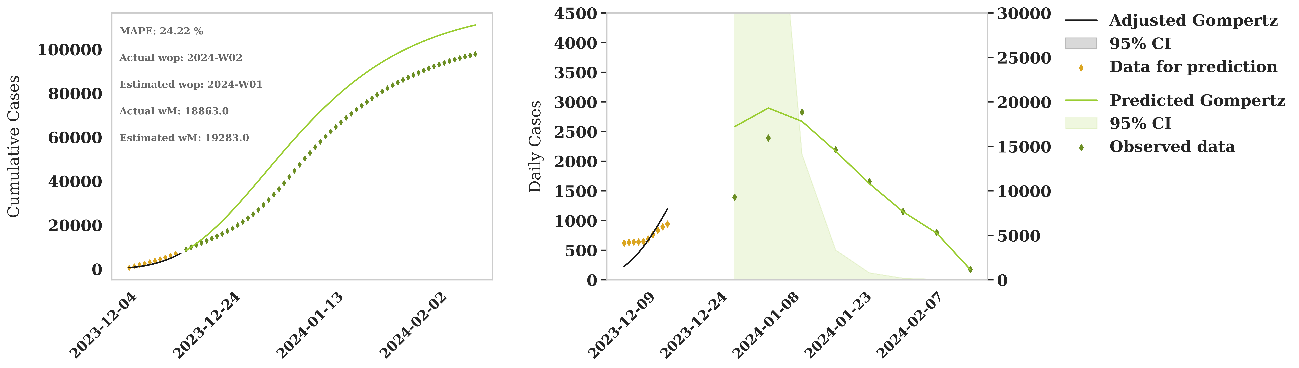 Cumulative Cases
100000
80000
60000
40000
20000
0
MAPE: 24.22 %
Actual wop: 2024-W02
Estimated wop: 2024-W01
Actual wM: 18863.0
Estimated wM: 19283.0
2023-12-04
2023-12-24
2024-01-13
2024-02-02
Daily Cases
4500
4000
3500
3000
2500
2000
1500
1000
500
0
30000
25000
20000
15000
10000
5000
0
2023-12-09
2023-12-24
2024-01-08
2024-01-23
2024-02-07
Adjusted Gompertz
95% CI
Data for prediction
Predicted Gompertz
95% CI
Observed data